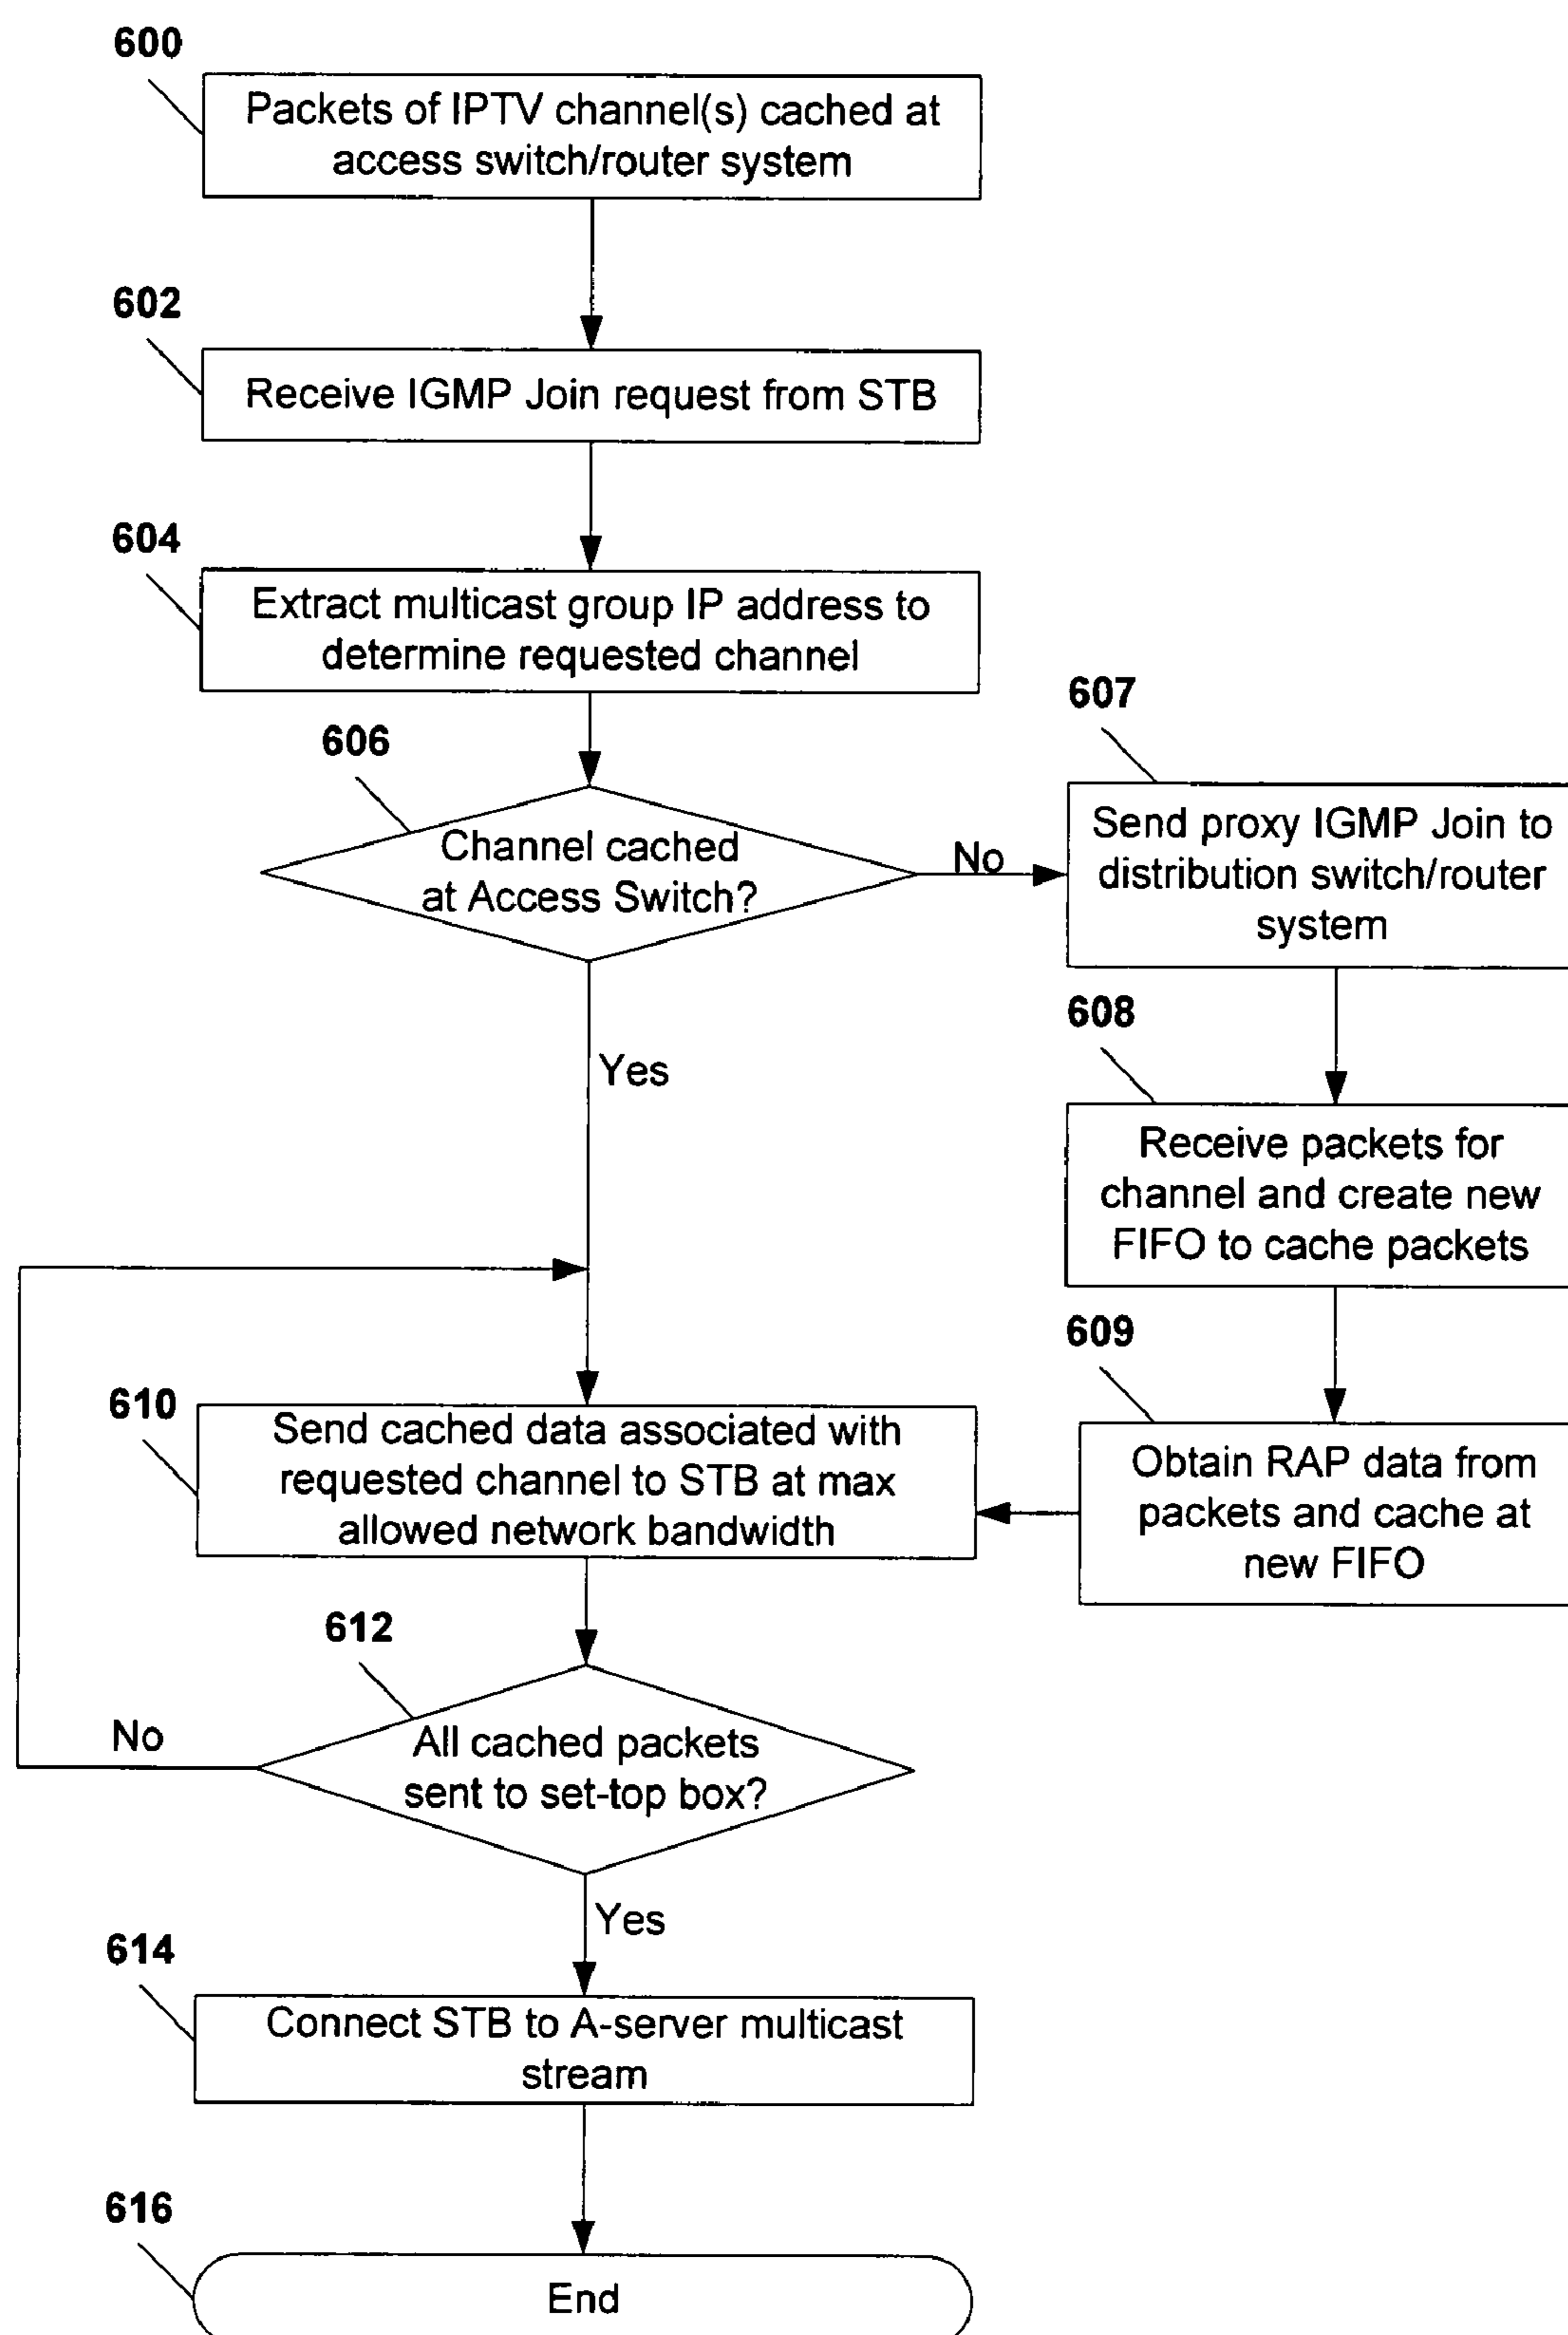 600
Packets of IPTV channel(s) cached at
access switch/router system
602
Receive IGMP Join request from STB
604
Extract multicast group IP address to
determine requested channel
606
Channel cached
at Access Switch?
No
607
Send proxy IGMP Join to
distribution switch/router
system
Yes
608
Receive packets for
channel and create new
FIFO to cache packets
609
Obtain RAP data from
packets and cache at
new FIFO
610
Send cached data associated with
requested channel to STB at max
allowed network bandwidth
612
All cached packets
sent to set-top box?
No
Yes
614
Connect STB to A-server multicast
stream
616
End